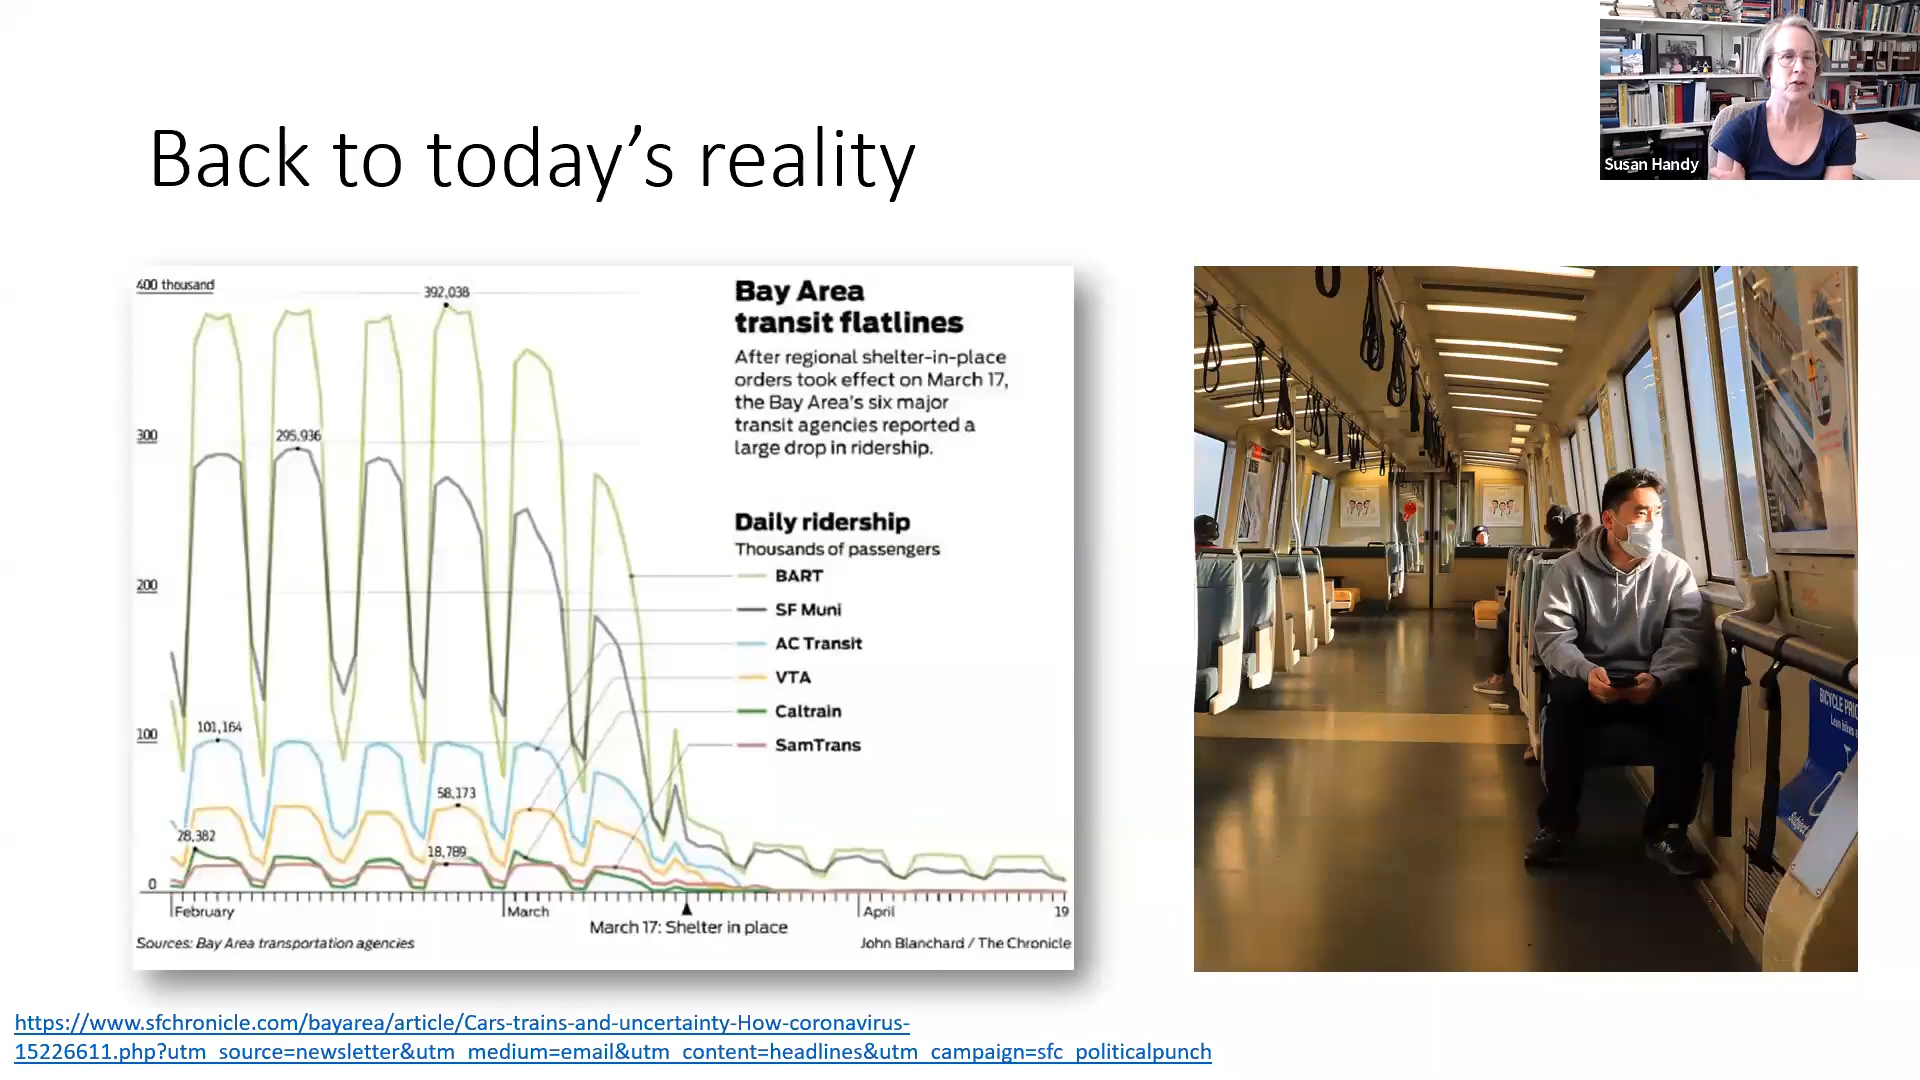 Back to today's reality
Susan Handy
400 thousand
300
200
100
0
392,038
295,936
101,164
58,173
28,382
18,789
Bay Area
transit flatlines
After regional shelter-in-place
orders took effect on March 17,
the Bay Area's six major
transit agencies reported a
large drop in ridership.
Daily ridership
Thousands of passengers
BART
SF Muni
AC Transit
VTA
Caltrain
SamTrans
February
March
April
19
March 17: Shelter in place
Sources: Bay Area transportation agencies
John Blanchard / The Chronicle
BICYCLE
https://www.sfchronicle.com/bayarea/article/Cars-trains-and-uncertainty-How-coronavirus-
15226611.php?utm_source=newsletter&utm_medium=email&utm_content=headlines&utm_campaign=sfc_politicalpunch